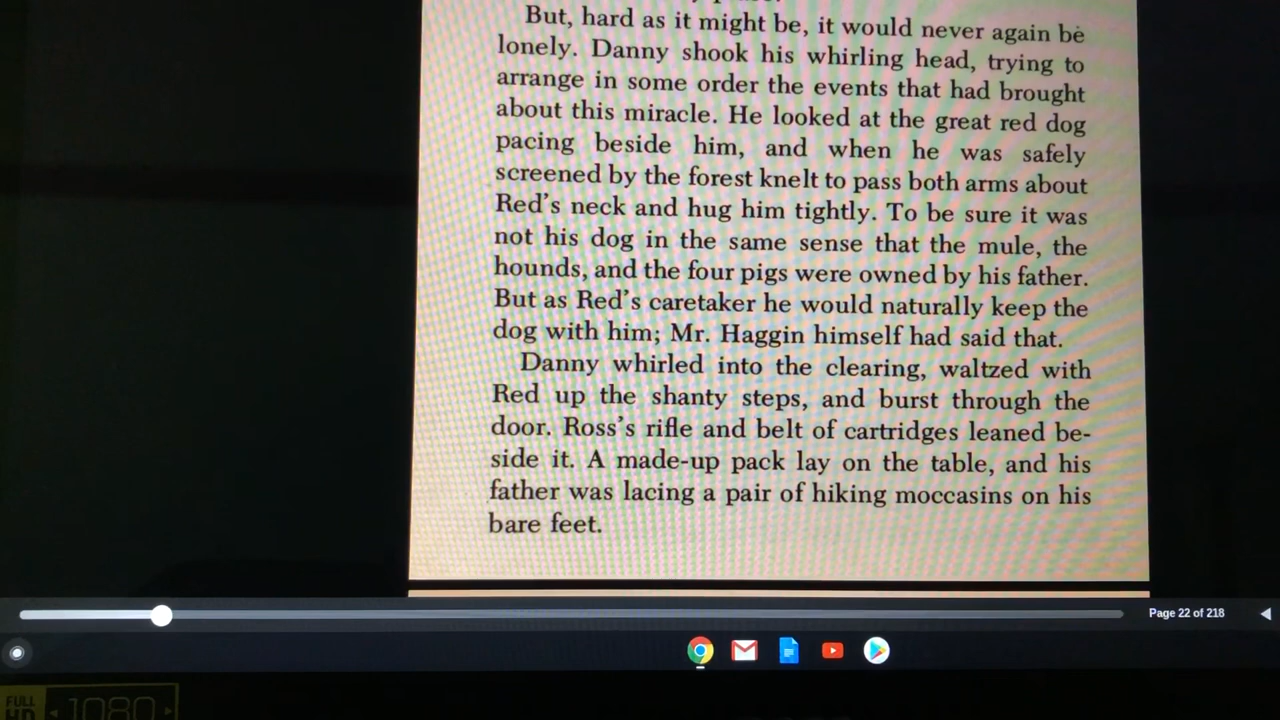 But, hard as it might be, it would never again be
lonely. Danny shook his whirling head, trying to
arrange in some order the events that had brought
about this miracle. He looked at the great red dog
pacing beside him, and when he was safely
screened by the forest knelt to pass both arms about
Red's neck and hug him tightly. To be sure it was
not his dog in the same sense that the mule, the
hounds, and the four pigs were owned by his father.
But as Red's caretaker he would naturally keep the
dog with him; Mr. Haggin himself had said that.
Danny whirled into the clearing, waltzed with
Red up the shanty steps, and burst through the
door. Ross's rifle and belt of cartridges leaned be-
side it. A made-up pack lay on the table, and his
father was lacing a pair of hiking moccasins on his
bare feet.
Page 22 of 218
FULL
HD
1080